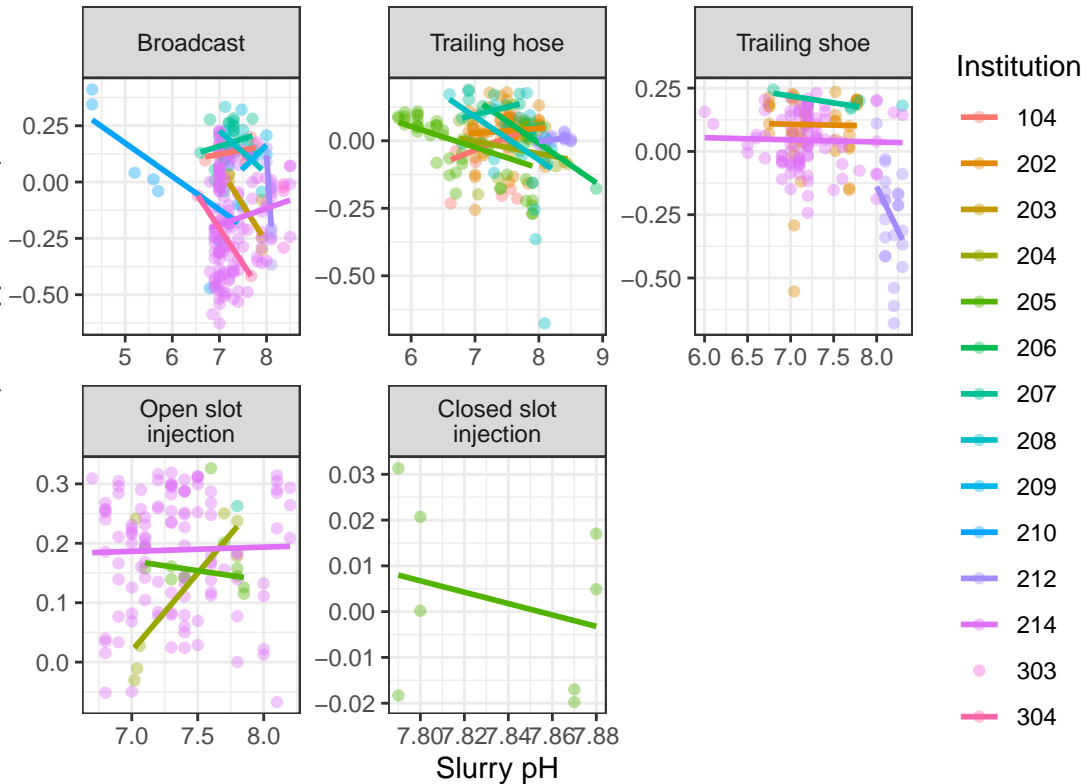 Broadcast
Trailing hose
Trailing shoe
0.25
0.00
−0.25
−0.50
5 6 7 8
0.00
−0.25
−0.50
6 7 8 9
0.25
0.00
−0.25
−0.50
6.0 6.5 7.0 7.5 8.0
Open slot
injection
Closed slot
injection
0.3
0.2
0.1
0.0
7.0 7.5 8.0
0.03
0.02
0.01
0.00
−0.01
−0.02
7.80 7.82 7.84 7.86 7.88
Slurry pH
Institution
104
202
203
204
205
206
207
208
209
210
212
214
303
304